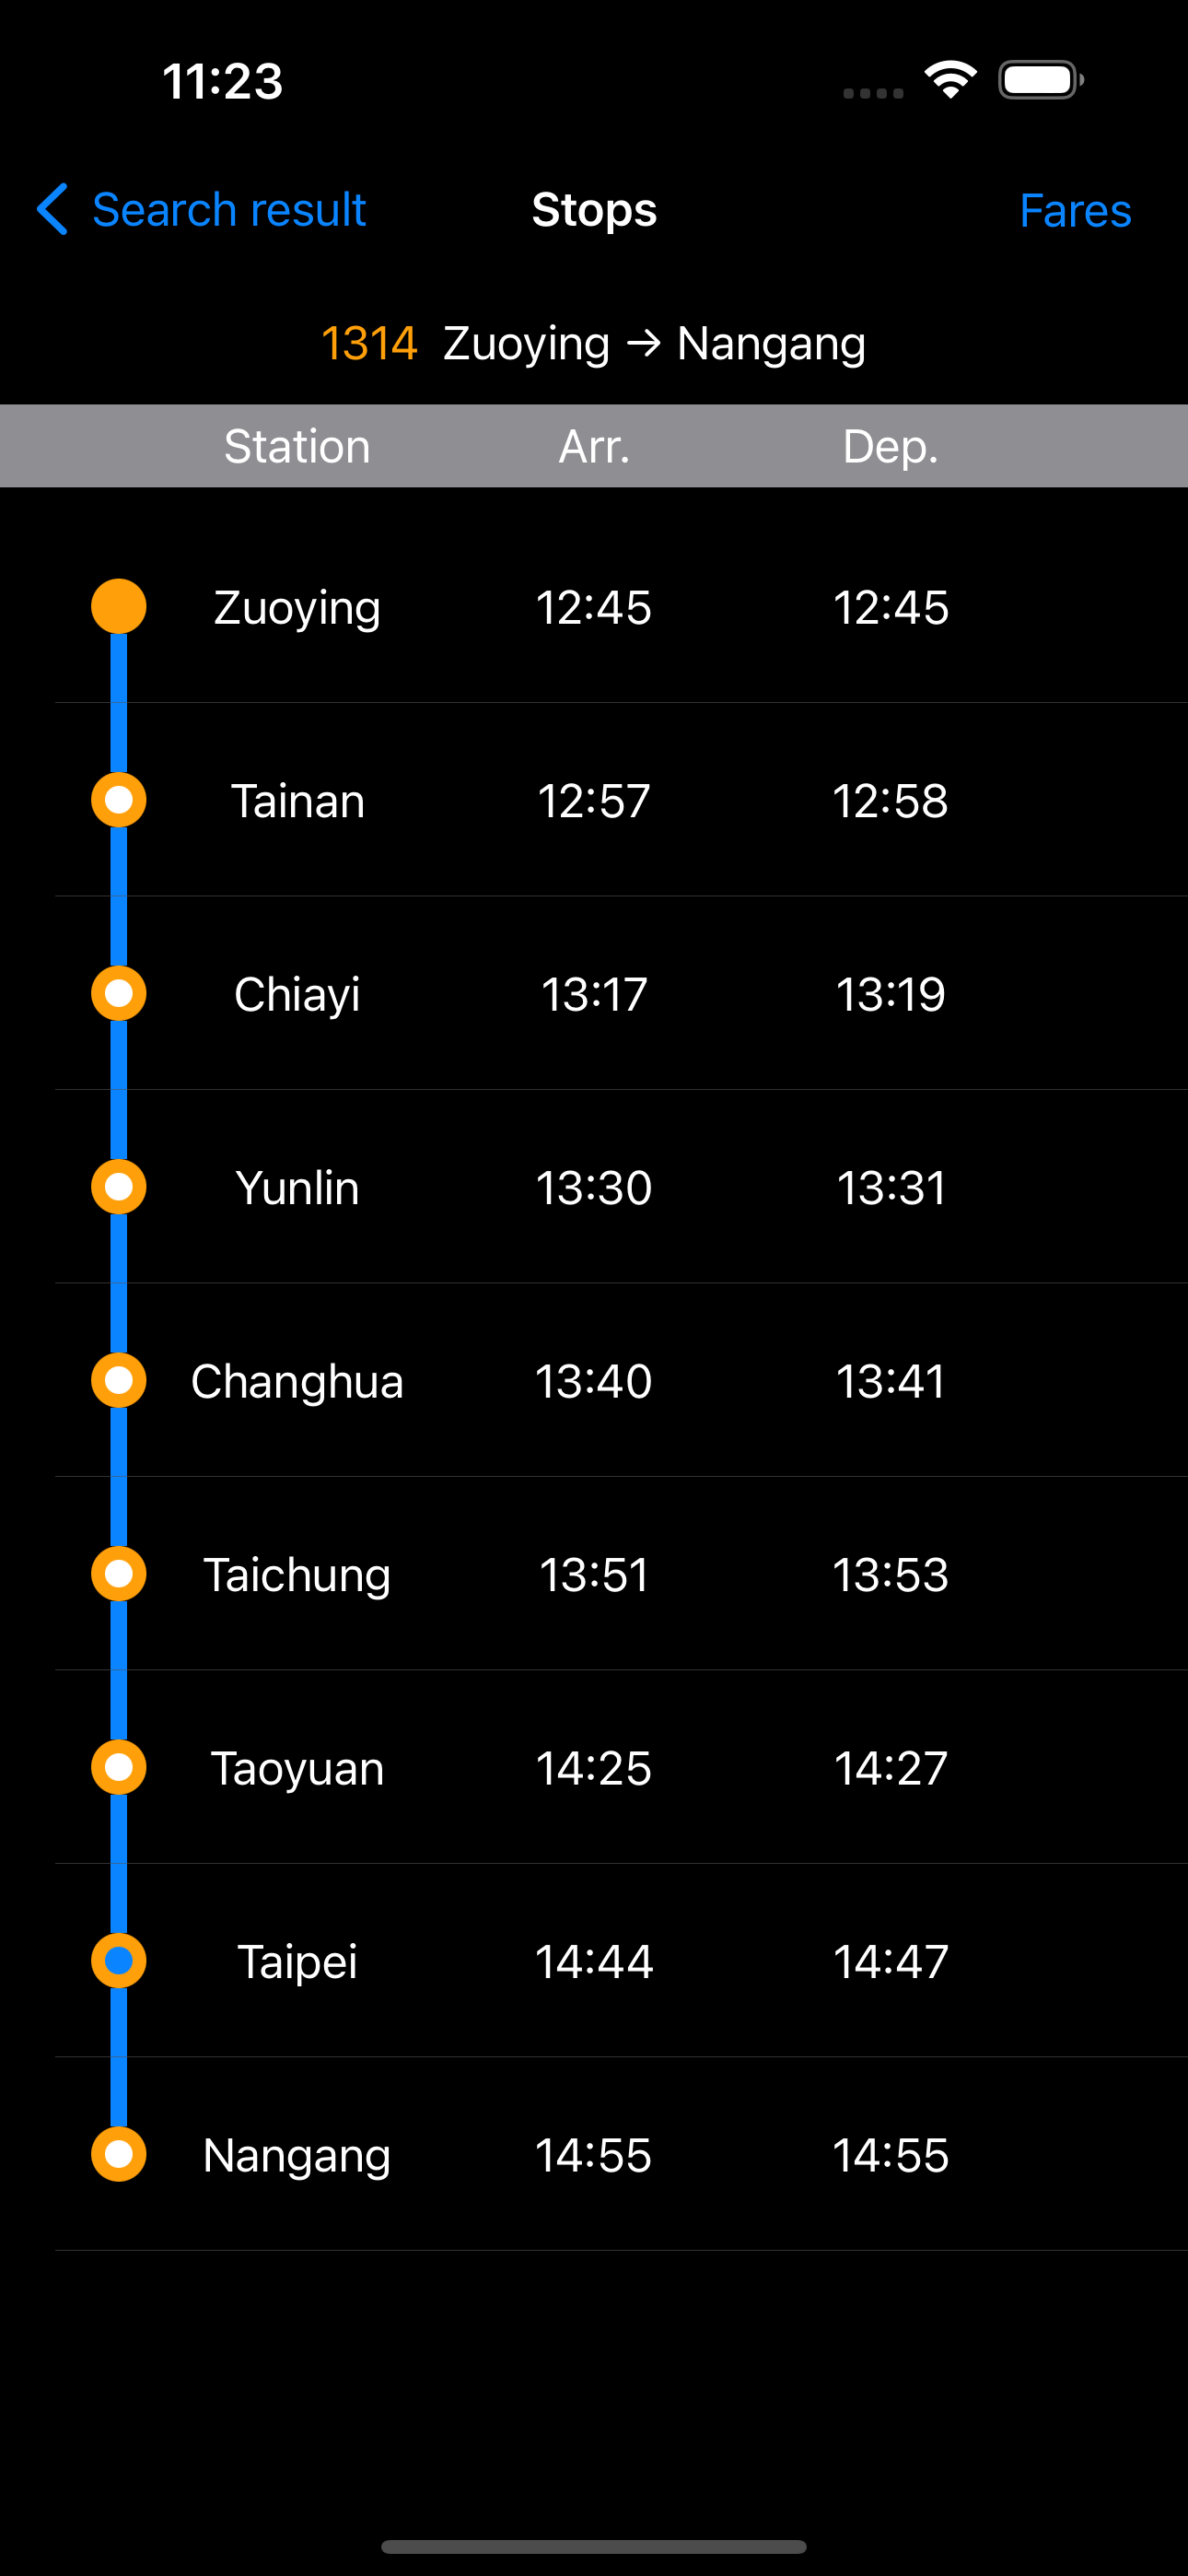 11:23
Search result Stops Fares
1314 Zuoying → Nangang
Station Arr. Dep.
Zuoying 12:45 12:45
Tainan 12:57 12:58
Chiayi 13:17 13:19
Yunlin 13:30 13:31
Changhua 13:40 13:41
Taichung 13:51 13:53
Taoyuan 14:25 14:27
Taipei 14:44 14:47
Nangang 14:55 14:55